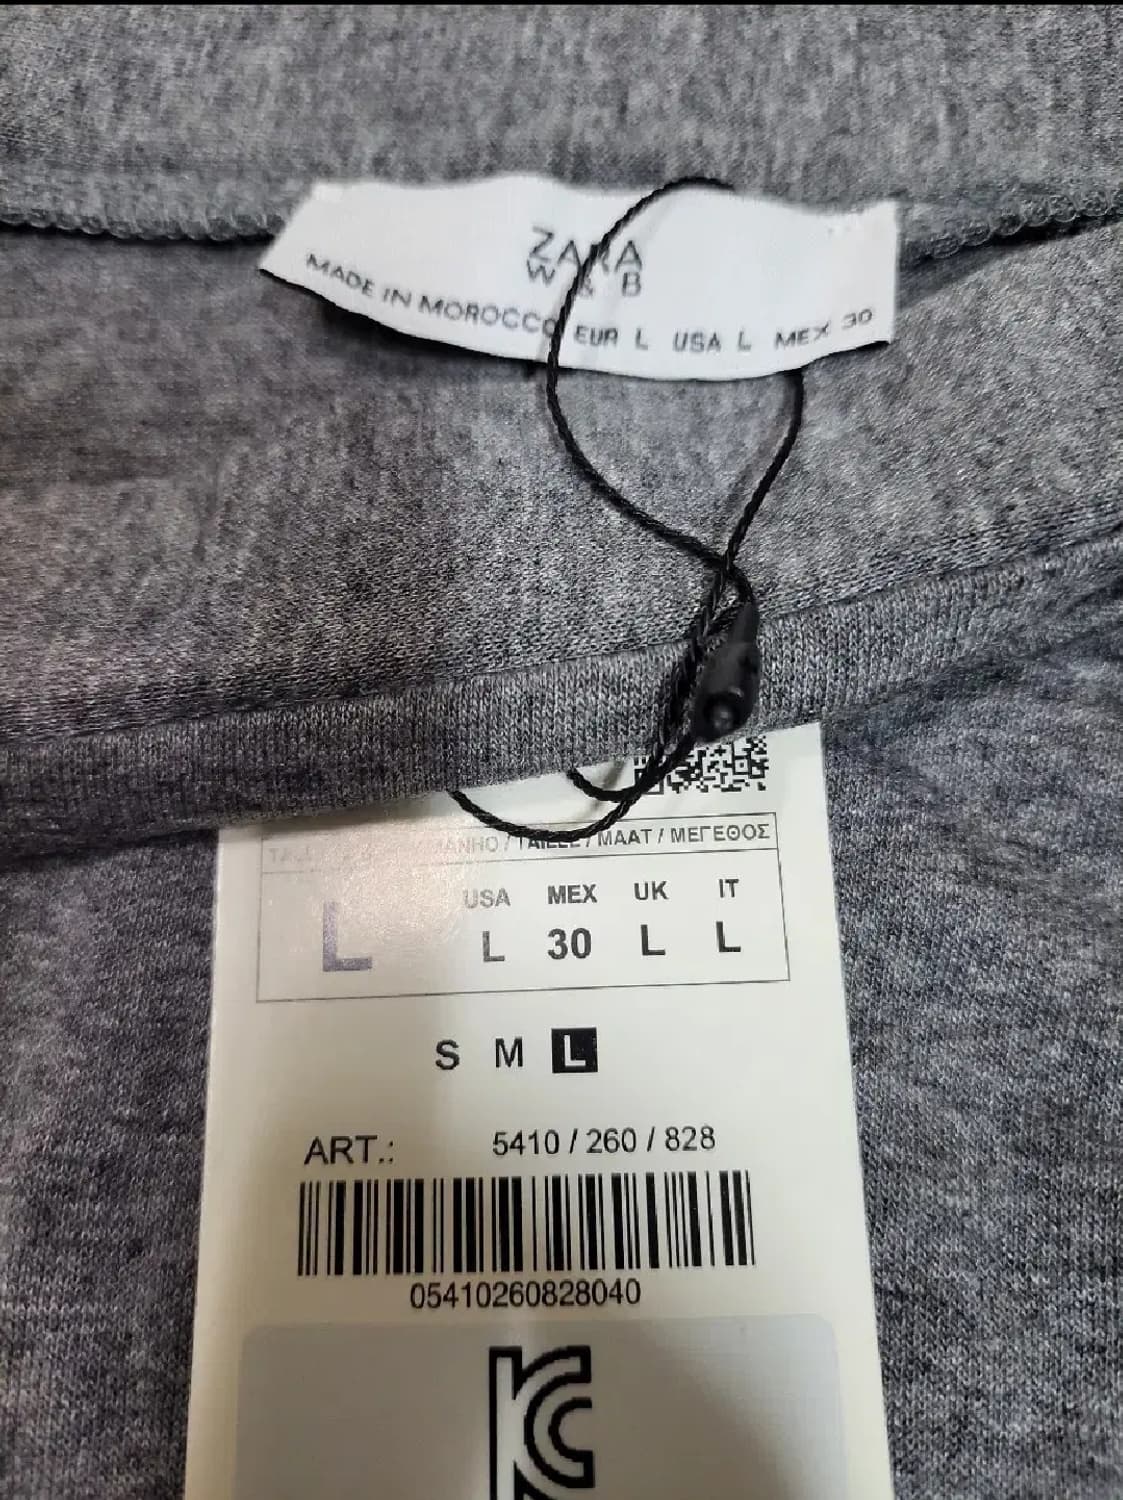 ZARA
W & B
MADE IN MOROCCO EUR L USA L MEX 30
MAAT / ΜΕΓΕΘΟΣ
USA MEX UK IT
L L 30 L L
S M L
ART.: 5410 / 260 / 828
05410260828040